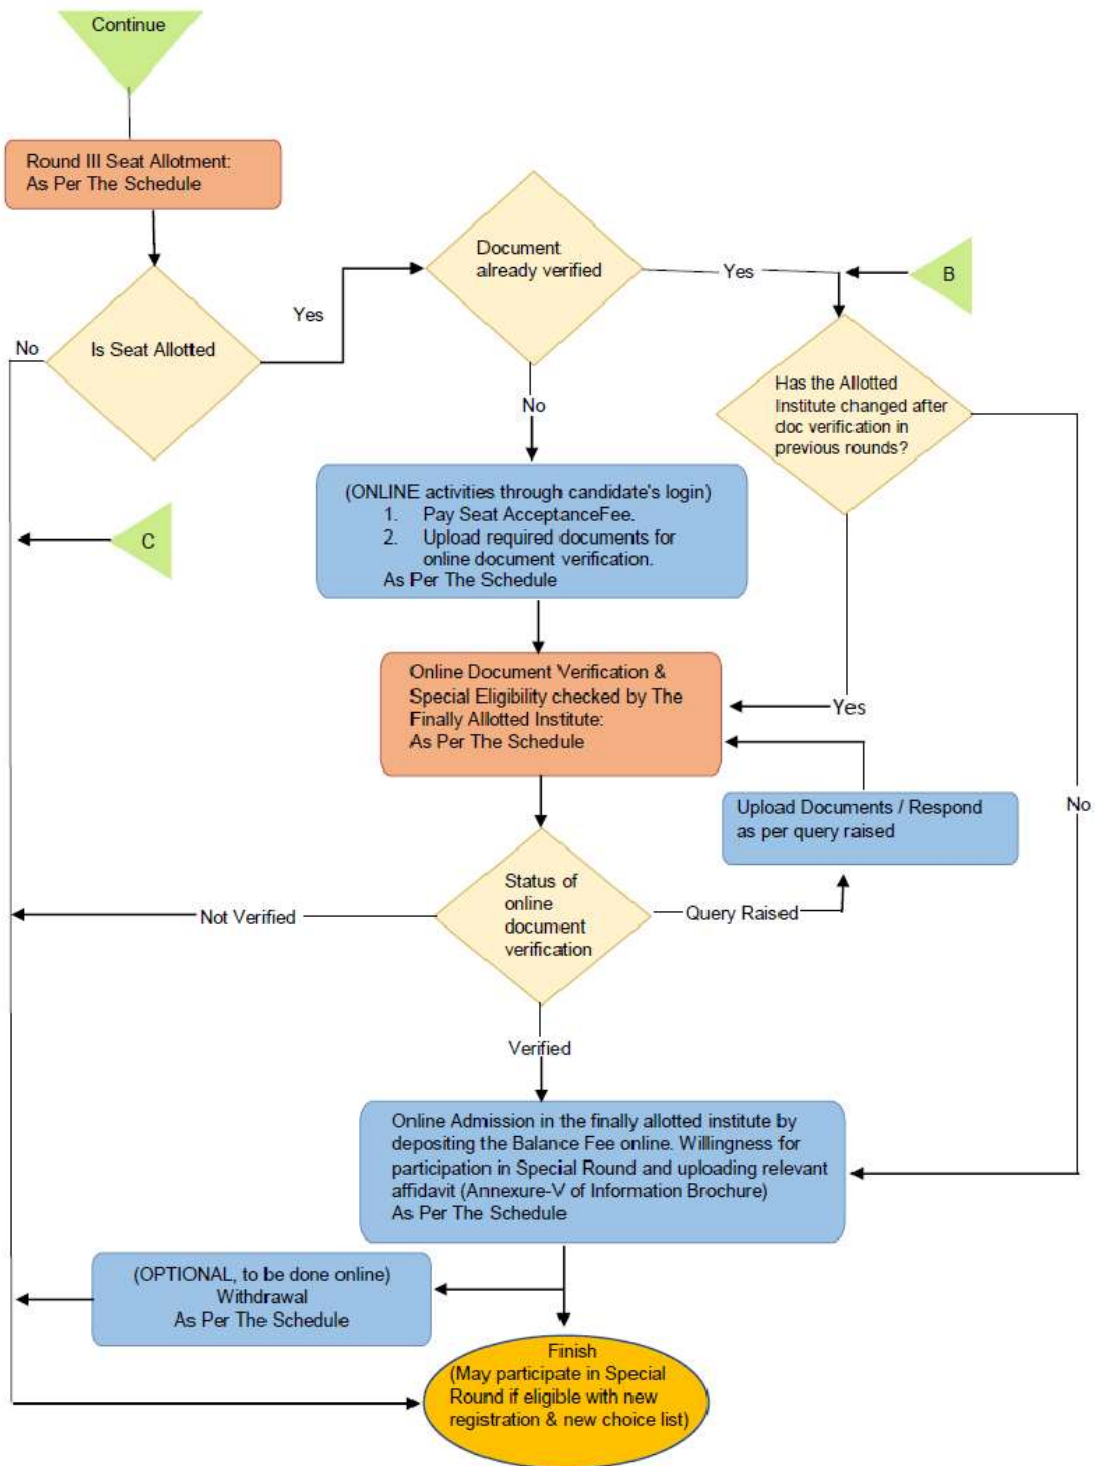 Continue
Round III Seat Allotment:
As Per The Schedule
Document
already verified
Yes
B
Yes
No
Is Seat Allotted
Has the Allotted
Institute changed after
doc verification in
previous rounds?
No
(ONLINE activities through candidate's login)
1. Pay Seat AcceptanceFee.
2. Upload required documents for
online document verification.
As Per The Schedule
C
Online Document Verification &
Special Eligibility checked by The
Finally Allotted Institute:
As Per The Schedule
Yes
Upload Documents / Respond
as per query raised
No
Status of
online
document
verification
Not Verified
Query Raised
Verified
Online Admission in the finally allotted institute by
depositing the Balance Fee online. Willingness for
participation in Special Round and uploading relevant
affidavit (Annexure-V of Information Brochure)
As Per The Schedule
(OPTIONAL, to be done online)
Withdrawal
As Per The Schedule
Finish
(May participate in Special
Round if eligible with new
registration & new choice list)